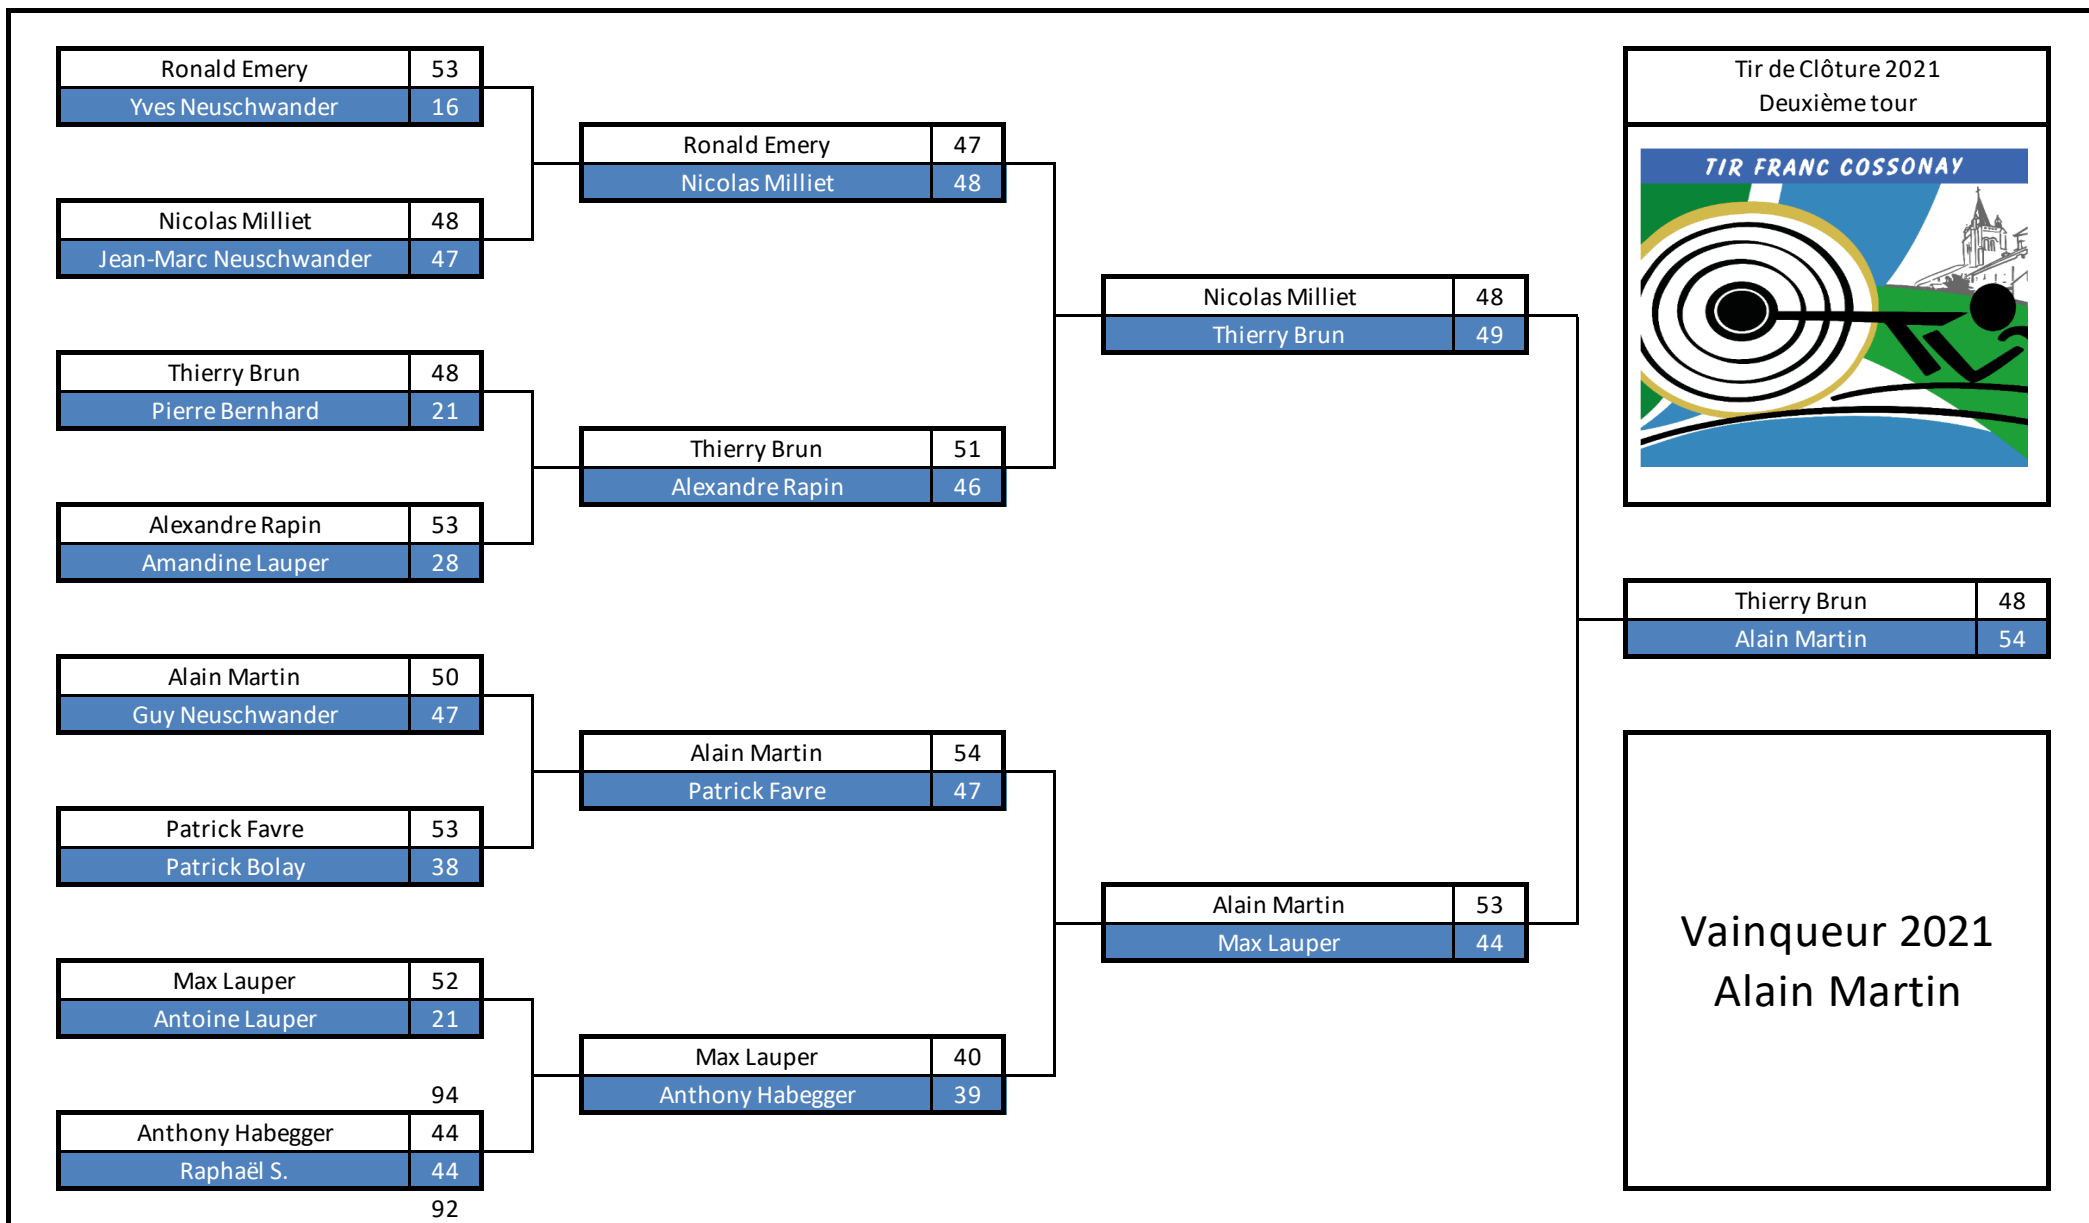 Ronald Emery 53
Yves Neuschwander 16
Nicolas Milliet 48
Jean-Marc Neuschwander 47
Thierry Brun 48
Pierre Bernhard 21
Alexandre Rapin 53
Amandine Lauper 28
Alain Martin 50
Guy Neuschwander 47
Patrick Favre 53
Patrick Bolay 38
Max Lauper 52
Antoine Lauper 21
94
Anthony Habegger 44
Raphaël S. 44
92
Ronald Emery 47
Nicolas Milliet 48
Thierry Brun 51
Alexandre Rapin 46
Alain Martin 54
Patrick Favre 47
Max Lauper 40
Anthony Habegger 39
Nicolas Milliet 48
Thierry Brun 49
Alain Martin 53
Max Lauper 44
Tir de Clôture 2021
Deuxième tour
TIR FRANC COSSONAY
Thierry Brun 48
Alain Martin 54
Vainqueur 2021
Alain Martin